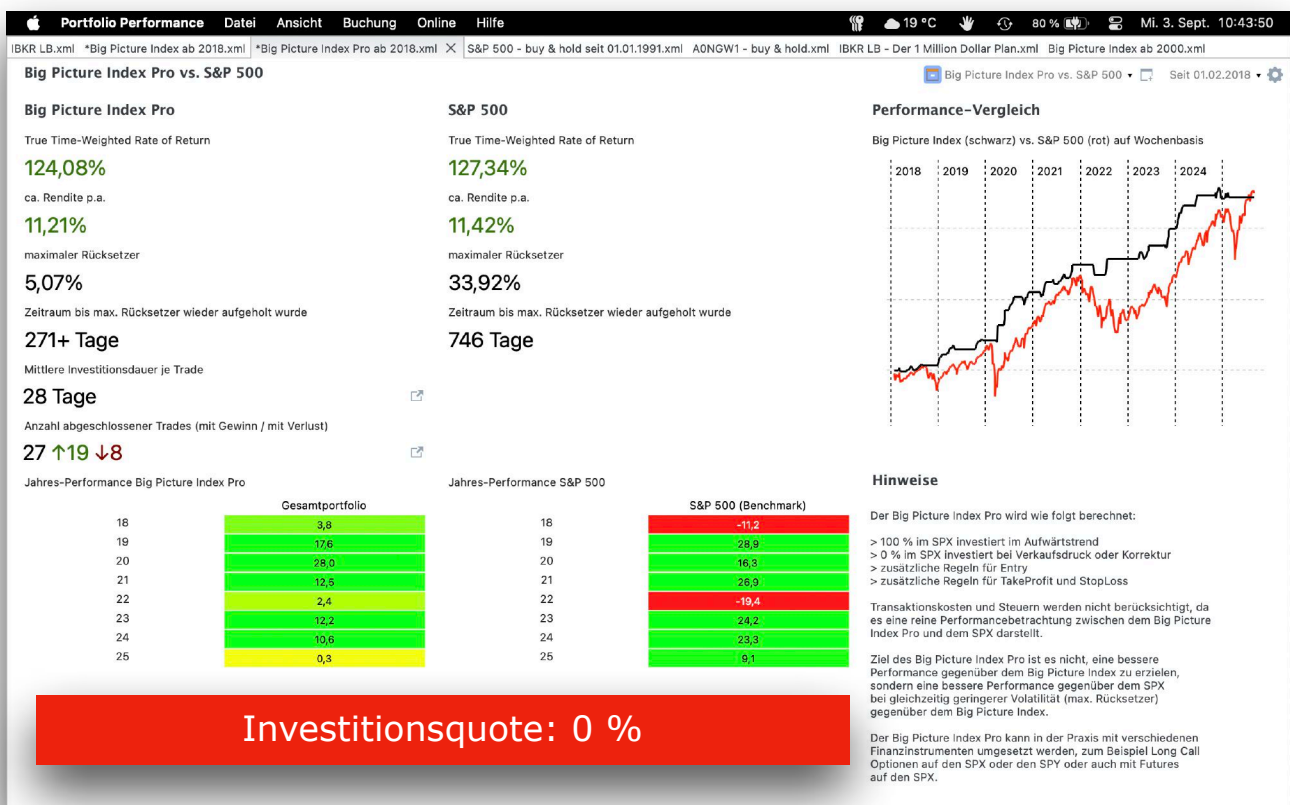 Portfolio Performance Datei Ansicht Buchung Online Hilfe 19 °C 80 % Mi. 3. Sept. 10:43:50
IBKR LB.xml *Big Picture Index ab 2018.xml *Big Picture Index Pro ab 2018.xml S&P 500 - buy & hold seit 01.01.1991.xml A0NGW1 - buy & hold.xml IBKR LB - Der 1 Million Dollar Plan.xml Big Picture Index ab 2000.xml
Big Picture Index Pro vs. S&P 500
Big Picture Index Pro vs. S&P 500 Seit 01.02.2018
Big Picture Index Pro
True Time-Weighted Rate of Return
124,08%
ca. Rendite p.a.
11,21%
maximaler Rücksetzer
5,07%
Zeitraum bis max. Rücksetzer wieder aufgeholt wurde
271+ Tage
Mittlere Investitionsdauer je Trade
28 Tage
Anzahl abgeschlossener Trades (mit Gewinn / mit Verlust)
27 ↑19 ↓8
S&P 500
True Time-Weighted Rate of Return
127,34%
ca. Rendite p.a.
11,42%
maximaler Rücksetzer
33,92%
Zeitraum bis max. Rücksetzer wieder aufgeholt wurde
746 Tage
Performance-Vergleich
Big Picture Index (schwarz) vs. S&P 500 (rot) auf Wochenbasis
2018 2019 2020 2021 2022 2023 2024
Jahres-Performance Big Picture Index Pro
Gesamtportfolio
18 3,8
19 17,6
20 28,0
21 12,5
22 2,4
23 12,2
24 10,6
25 0,3
Jahres-Performance S&P 500
S&P 500 (Benchmark)
18 -11,2
19 28,9
20 16,3
21 26,9
22 -19,4
23 24,2
24 23,3
25 9,1
Investitionsquote: 0 %
Hinweise
Der Big Picture Index Pro wird wie folgt berechnet:
> 100 % im SPX investiert im Aufwärtstrend
> 0 % im SPX investiert bei Verkaufsdruck oder Korrektur
> zusätzliche Regeln für Entry
> zusätzliche Regeln für TakeProfit und StopLoss
Transaktionskosten und Steuern werden nicht berücksichtigt, da
es eine reine Performancebetrachtung zwischen dem Big Picture
Index Pro und dem SPX darstellt.
Ziel des Big Picture Index Pro ist es nicht, eine bessere
Performance gegenüber dem Big Picture Index zu erzielen,
sondern eine bessere Performance gegenüber dem SPX
bei gleichzeitig geringerer Volatilität (max. Rücksetzer)
gegenüber dem Big Picture Index.
Der Big Picture Index Pro kann in der Praxis mit verschiedenen
Finanzinstrumenten umgesetzt werden, zum Beispiel Long Call
Optionen auf den SPX oder den SPY oder auch mit Futures
auf den SPX.